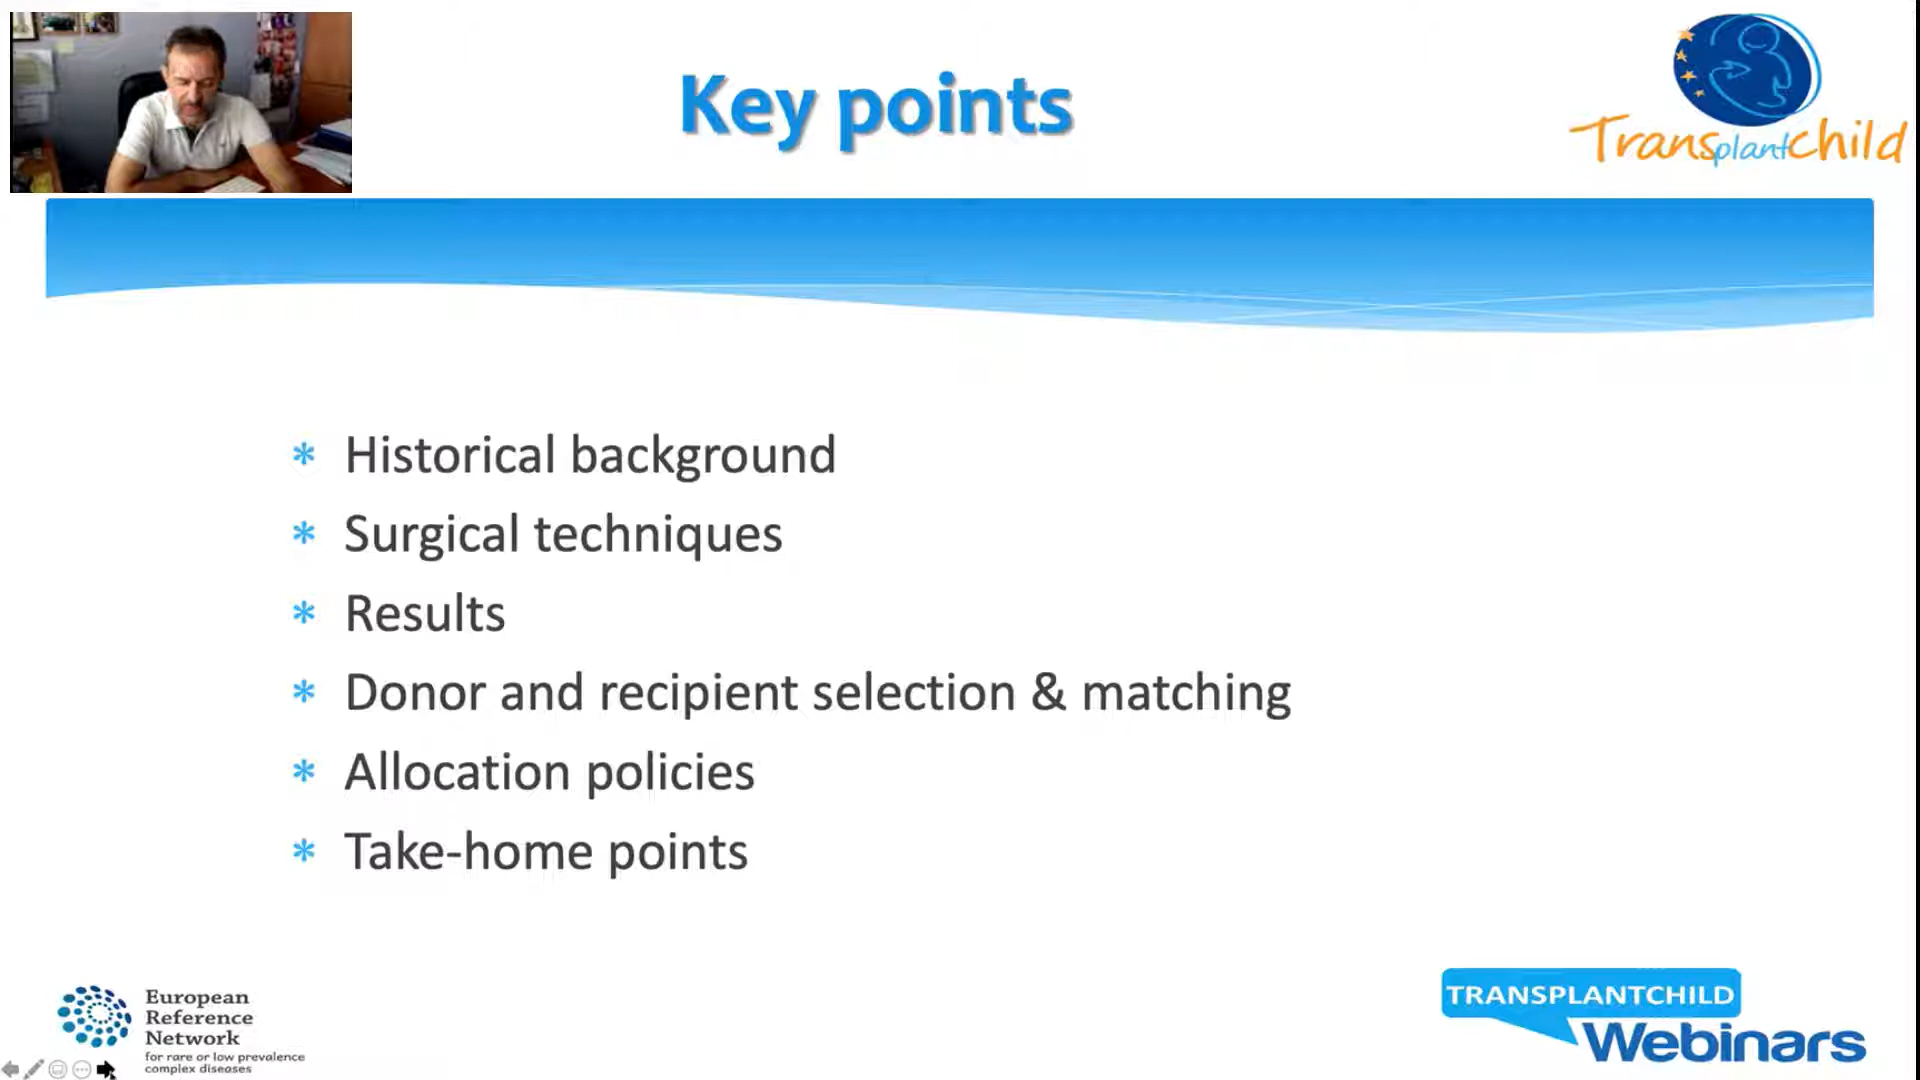 Key points
Transplantchild
* Historical background
* Surgical techniques
* Results
* Donor and recipient selection & matching
* Allocation policies
* Take-home points
European
Reference
Network
for rare or low prevalence
complex diseases
TRANSPLANTCHILD
Webinars